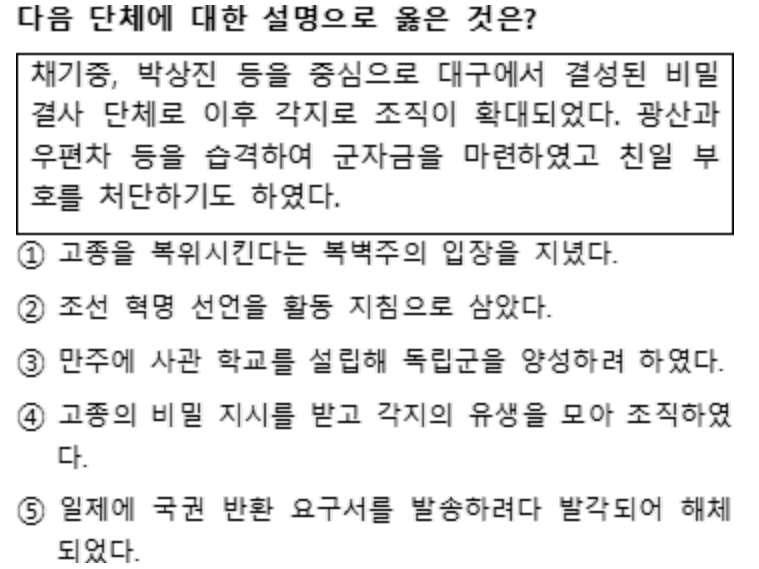 다음 단체에 대한 설명으로 옳은 것은?
채기중, 박상진 등을 중심으로 대구에서 결성된 비밀
결사 단체로 이후 각지로 조직이 확대되었다. 광산과
우편차 등을 습격하여 군자금을 마련하였고 친일 부
호를 처단하기도 하였다.
① 고종을 복위시킨다는 복벽주의 입장을 지녔다.
② 조선 혁명 선언을 활동 지침으로 삼았다.
③ 만주에 사관 학교를 설립해 독립군을 양성하려 하였다.
④ 고종의 비밀 지시를 받고 각지의 유생을 모아 조직하였
다.
⑤ 일제에 국권 반환 요구서를 발송하려다 발각되어 해체
되었다.